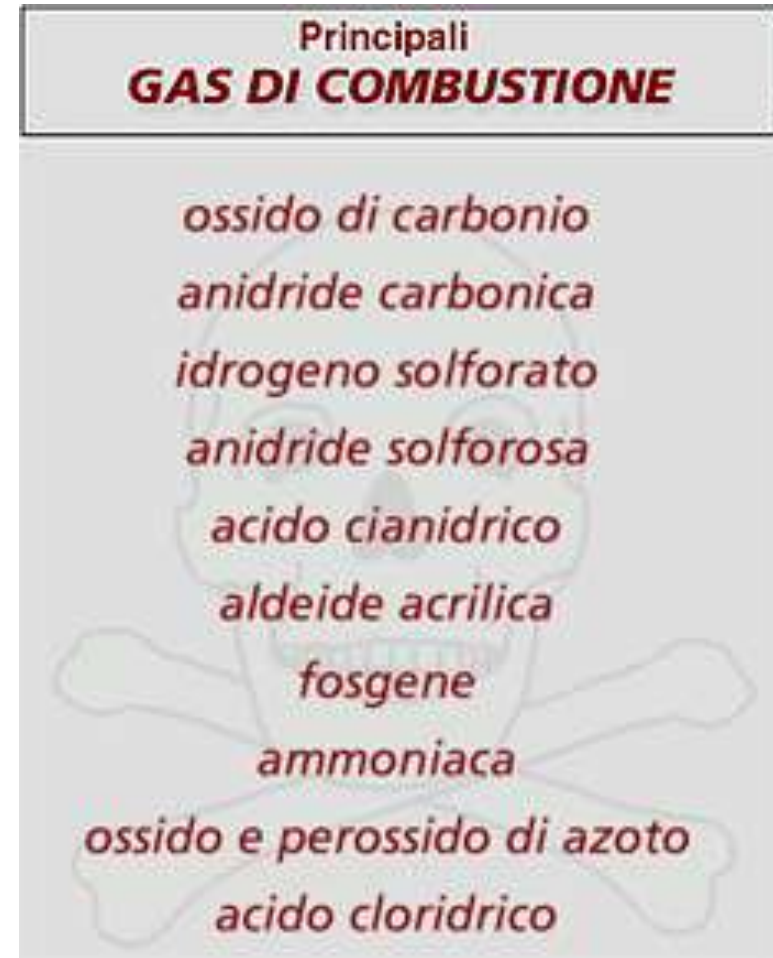 Principali
GAS DI COMBUSTIONE
ossido di carbonio
anidride carbonica
idrogeno solforato
anidride solforosa
acido cianidrico
aldeide acrilica
fosgene
ammoniaca
ossido e perossido di azoto
acido cloridrico